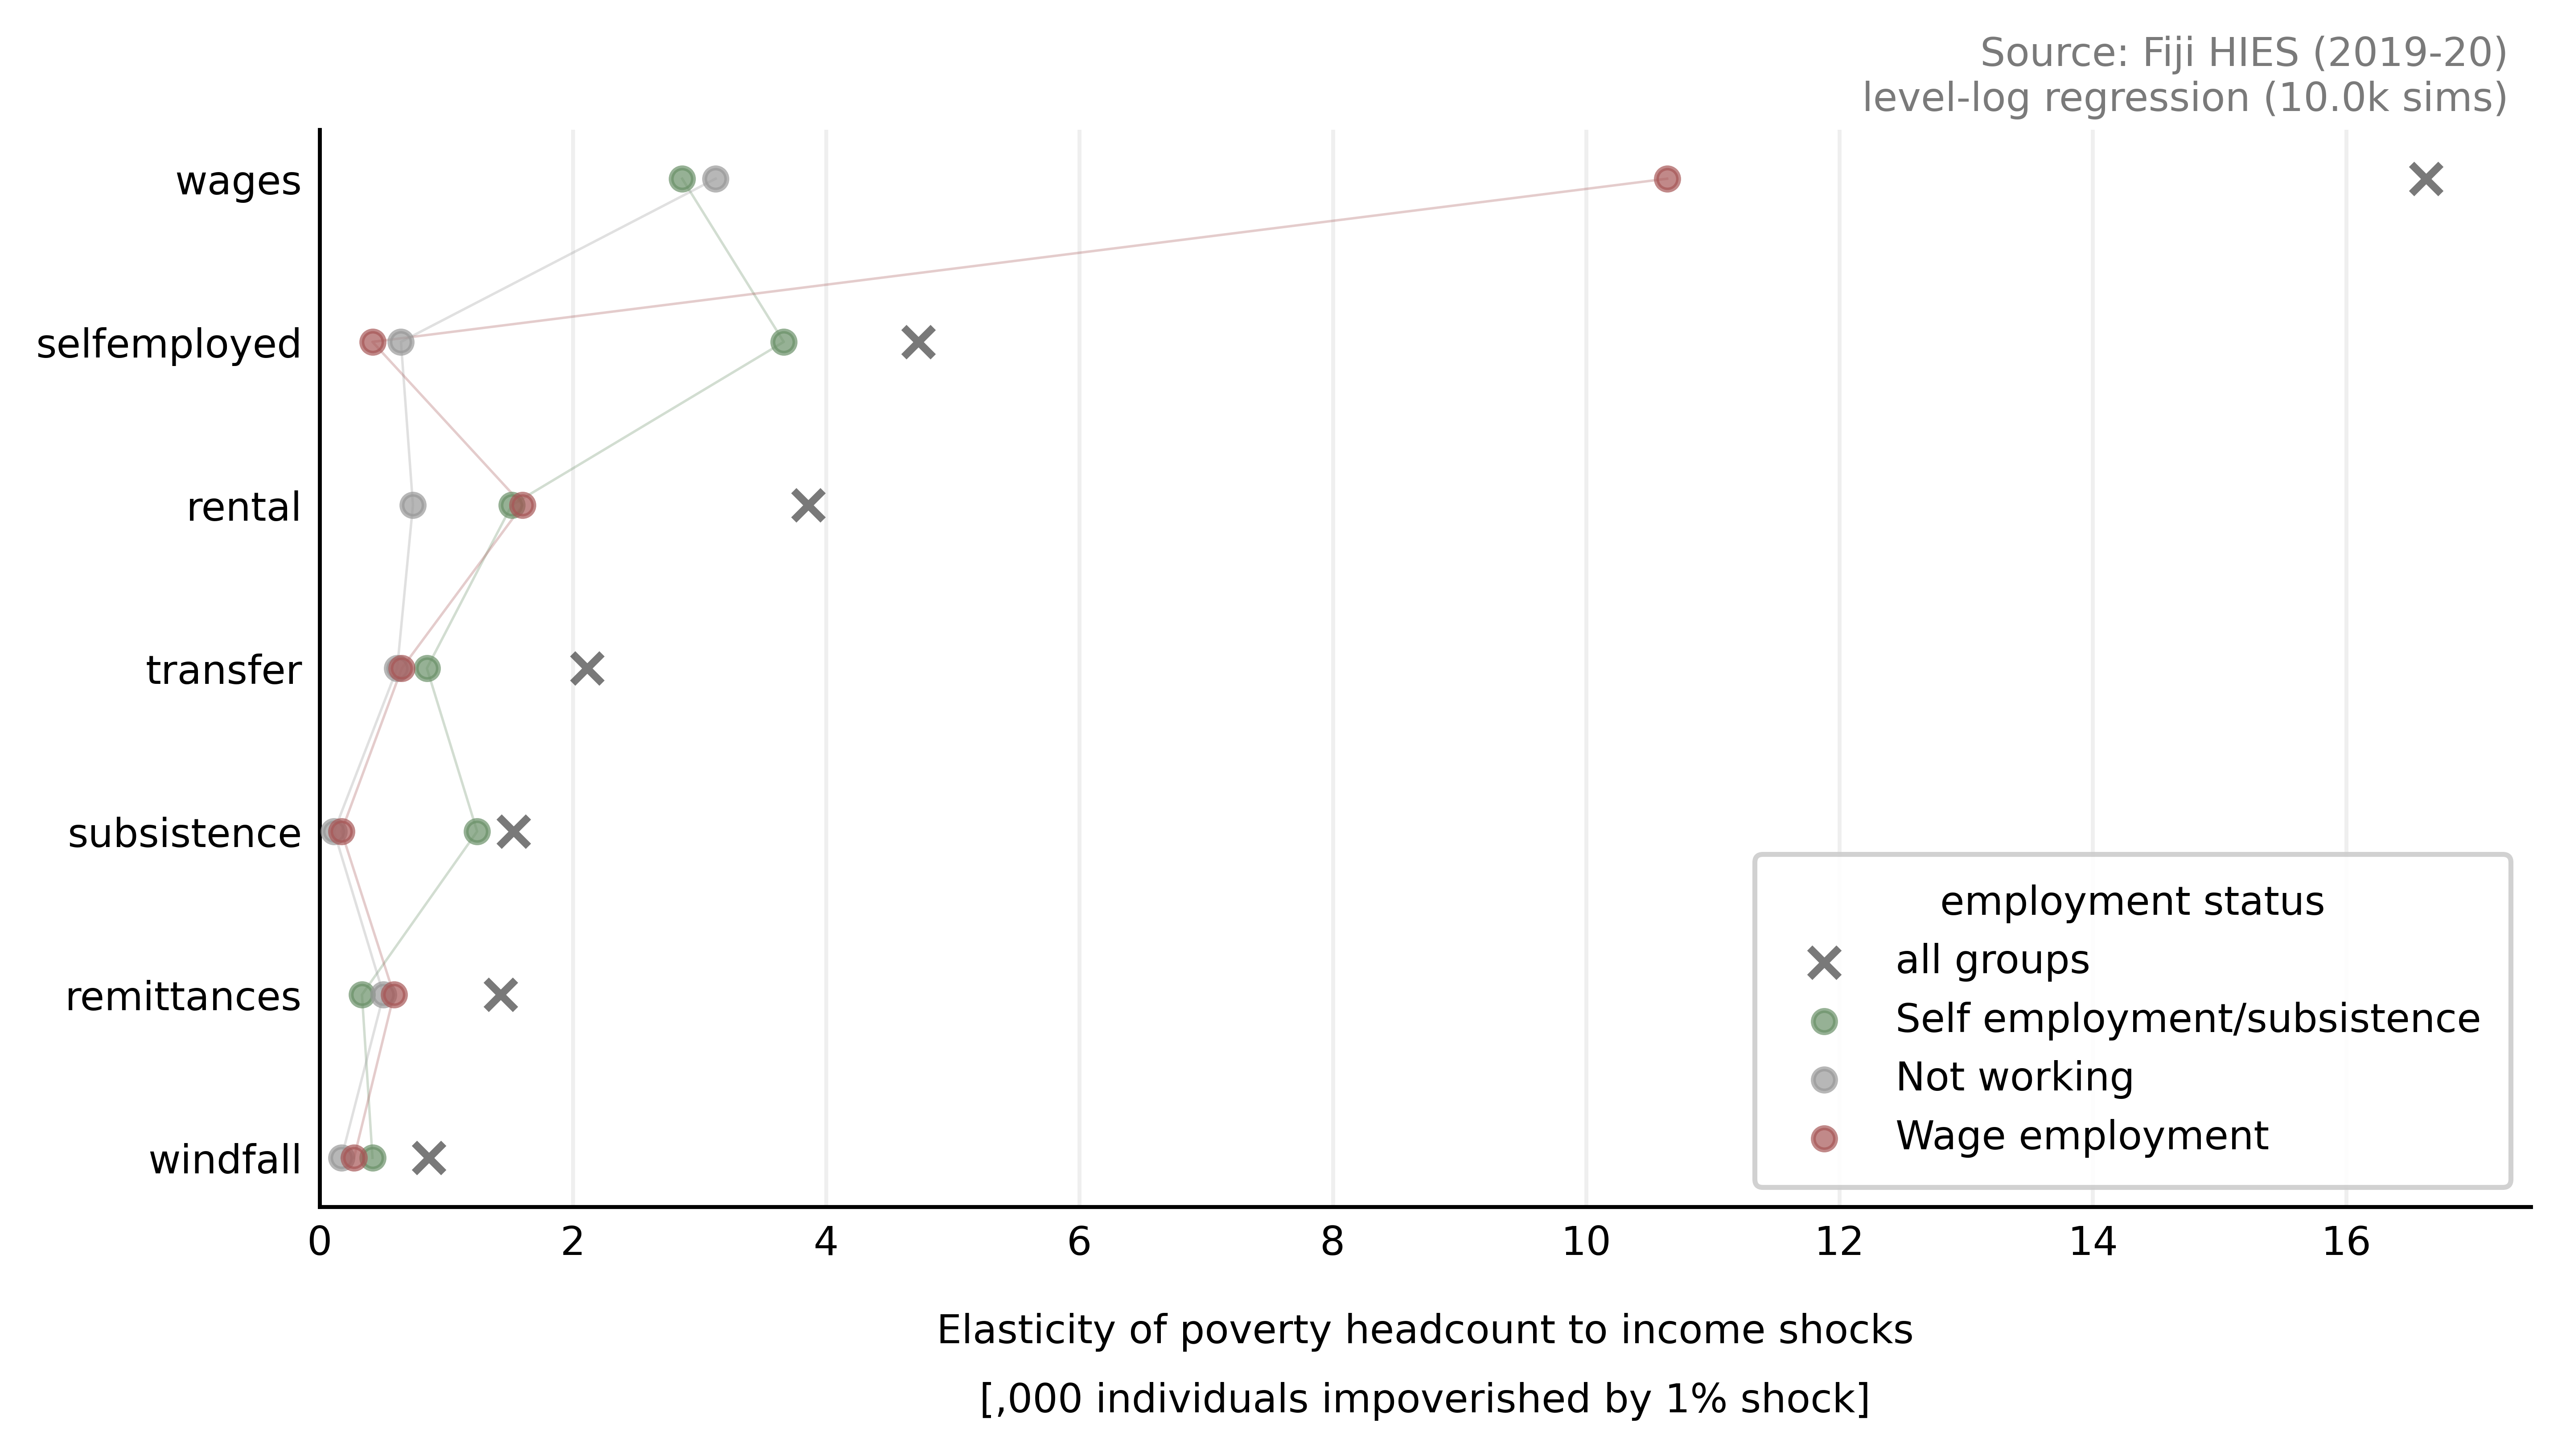 Source: Fiji HIES (2019-20)
level-log regression (10.0k sims)
wages
selfemployed
rental
transfer
subsistence
remittances
windfall
employment status
all groups
Self employment/subsistence
Not working
Wage employment
0 2 4 6 8 10 12 14 16
Elasticity of poverty headcount to income shocks
[,000 individuals impoverished by 1% shock]